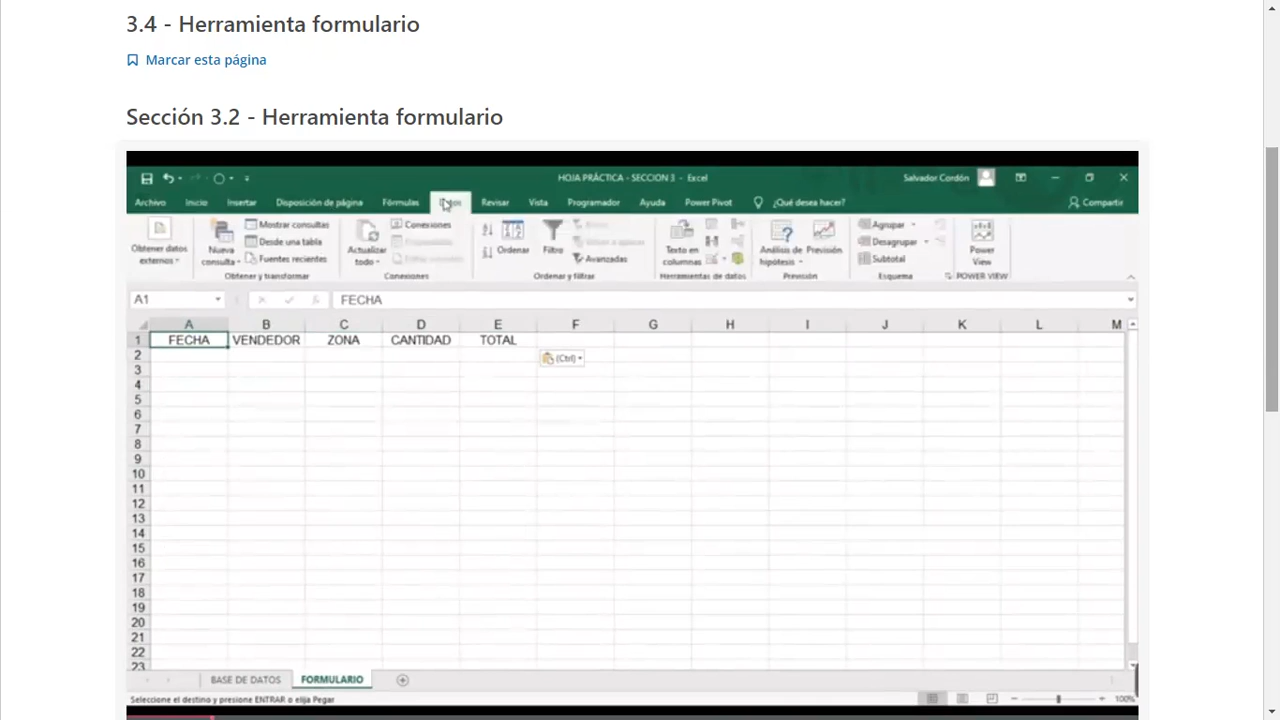 3.4 - Herramienta formulario
Marcar esta página
Sección 3.2 - Herramienta formulario
HOJA PRÁCTICA - SECCION 3 - Excel
Salvador Cordón
Archivo Inicio Insertar Disposición de página Fórmulas Datos Revisar Vista Programador Ayuda Power Pivot ¿Qué desea hacer? Compartir
Obtener datos externos
Nueva consulta
Mostrar consultas
Desde una tabla
Fuentes recientes
Obtener y transformar
Actualizar todo
Conexiones
Conexiones
Ordenar
Filtro
Avanzadas
Ordenar y filtrar
Texto en columnas
Herramientas de datos
Análisis de hipótesis
Previsión
Previsión
Agrupar
Desagrupar
Subtotal
Esquema
Power View
POWER VIEW
A1 FECHA
A B C D E F G H I J K L M
1 FECHA VENDEDOR ZONA CANTIDAD TOTAL
2 (Ctrl)
3
4
5
6
7
8
9
10
11
12
13
14
15
16
17
18
19
20
21
22
23
BASE DE DATOS FORMULARIO
Seleccione el destino y presione ENTRAR o elija Pegar
100%